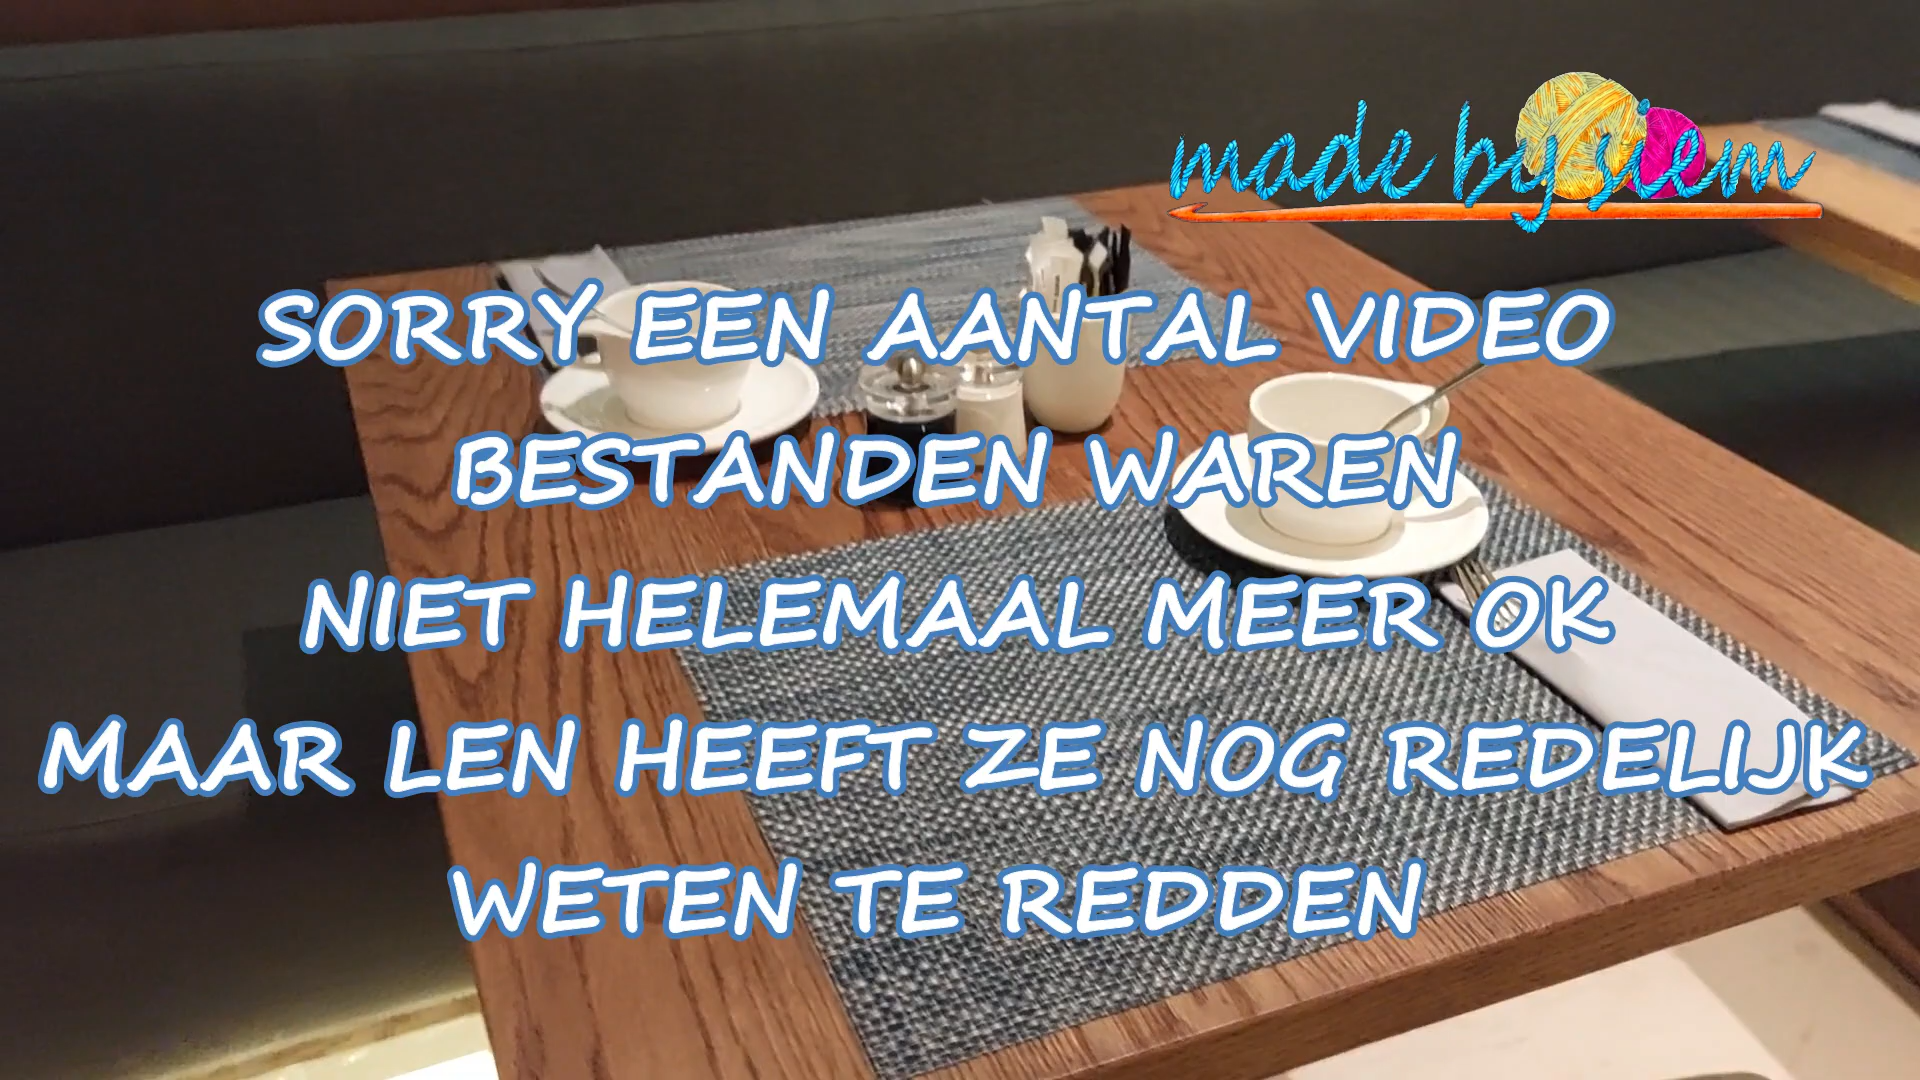 made by siem
SORRY EEN AANTAL VIDEO
BESTANDEN WAREN
NIET HELEMAAL MEER OK
MAAR LEN HEEFT ZE NOG REDELIJK
WETEN TE REDDEN